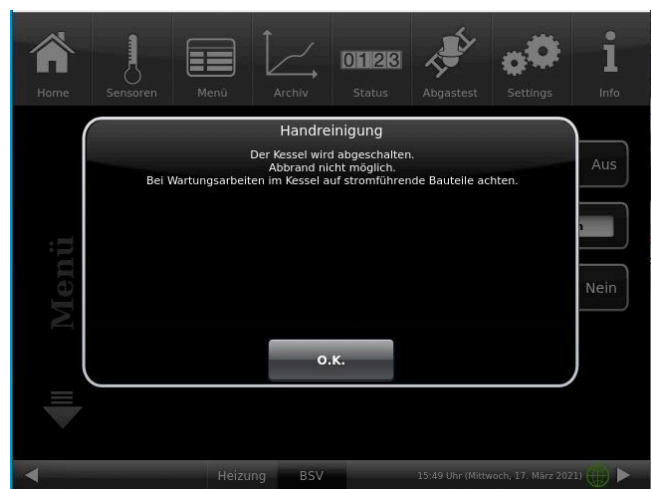 Home Sensoren Menü Archiv 0123 Status Abgastest Settings Info
Handreinigung
Der Kessel wird abgeschalten.
Abbrand nicht möglich.
Bei Wartungsarbeiten im Kessel auf stromführende Bauteile achten.
Aus
Nein
Menü
O.K.
Heizung BSV 15:49 Uhr (Mittwoch, 17. März 2021)